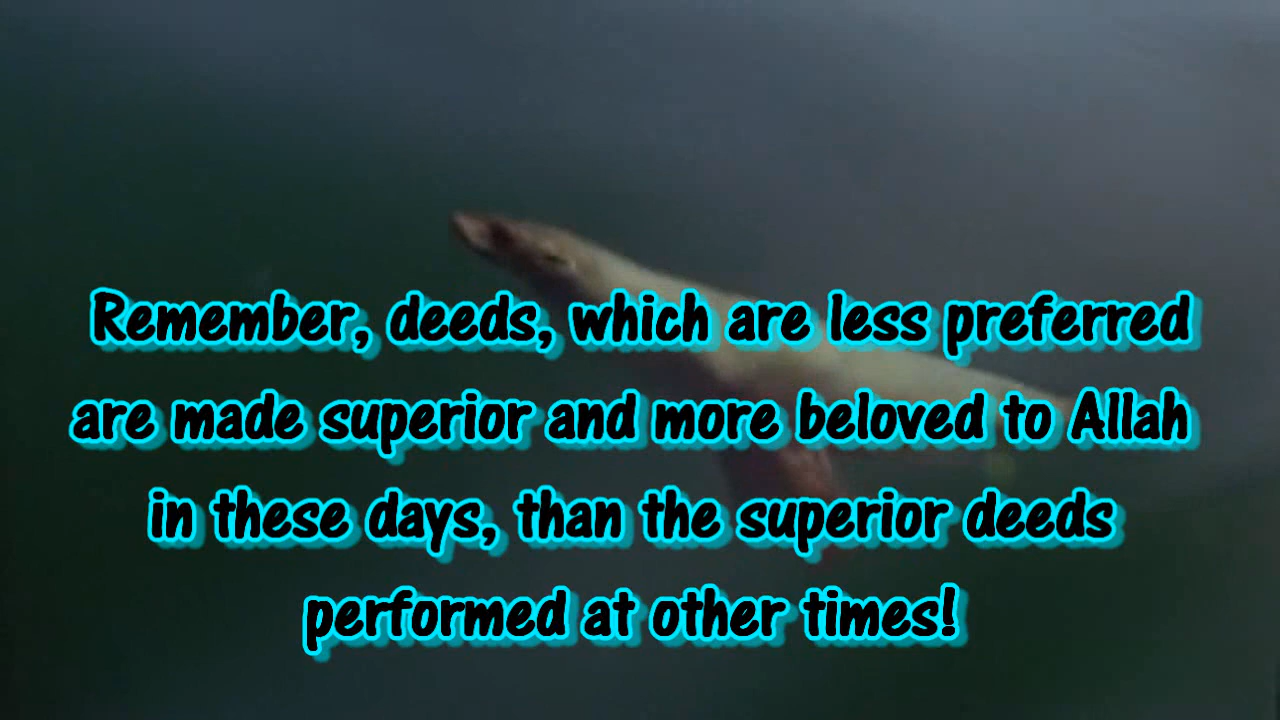 Remember, deeds, which are less preferred
are made superior and more beloved to Allah
in these days, than the superior deeds
performed at other times!